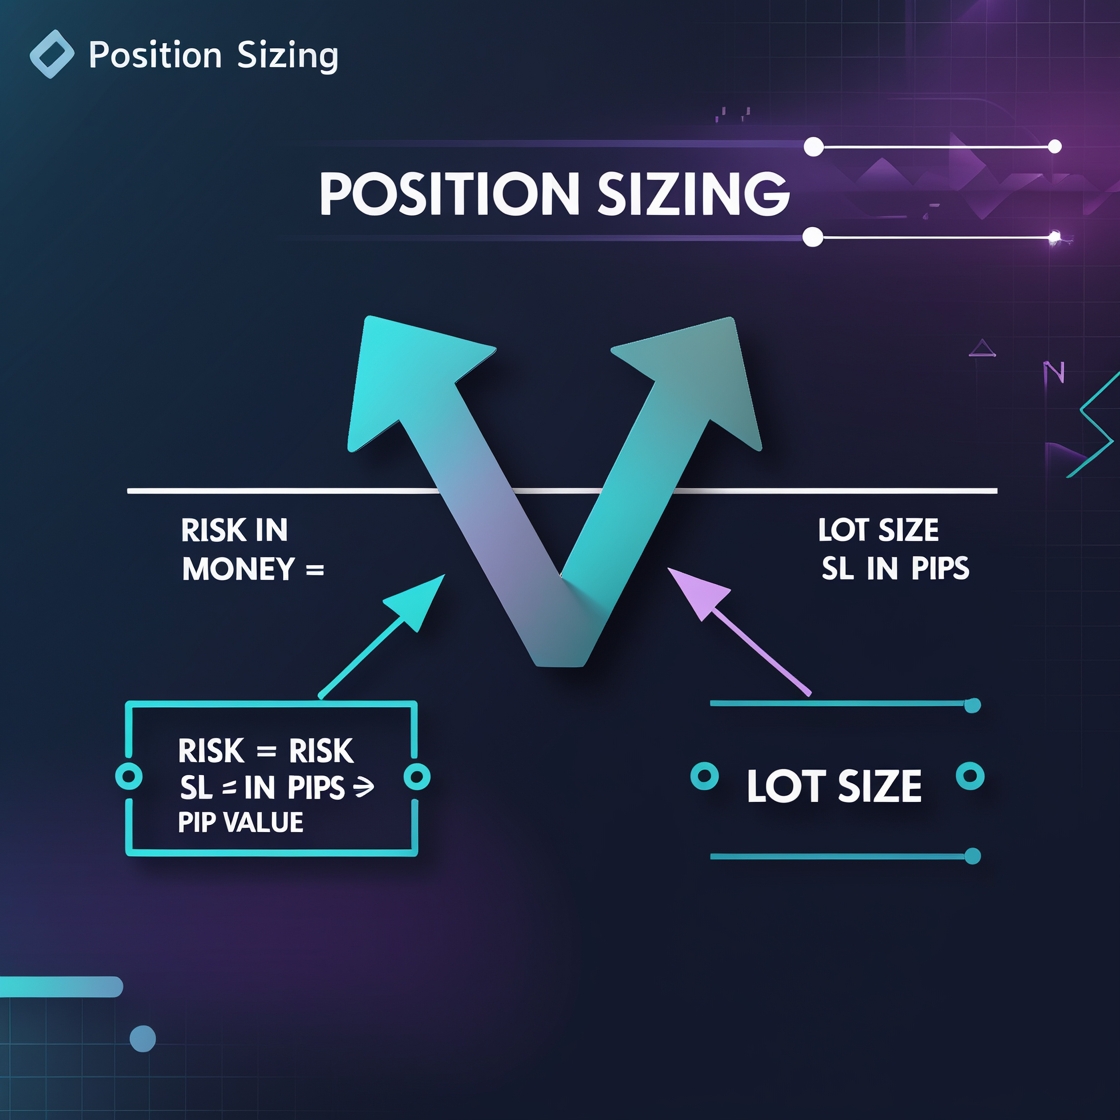 Position Sizing
POSITION SIZING
N
RISK IN
MONEY =
LOT SIZE
SL IN PIPS
RISK = RISK
SL = IN PIPS →
PIP VALUE
LOT SIZE